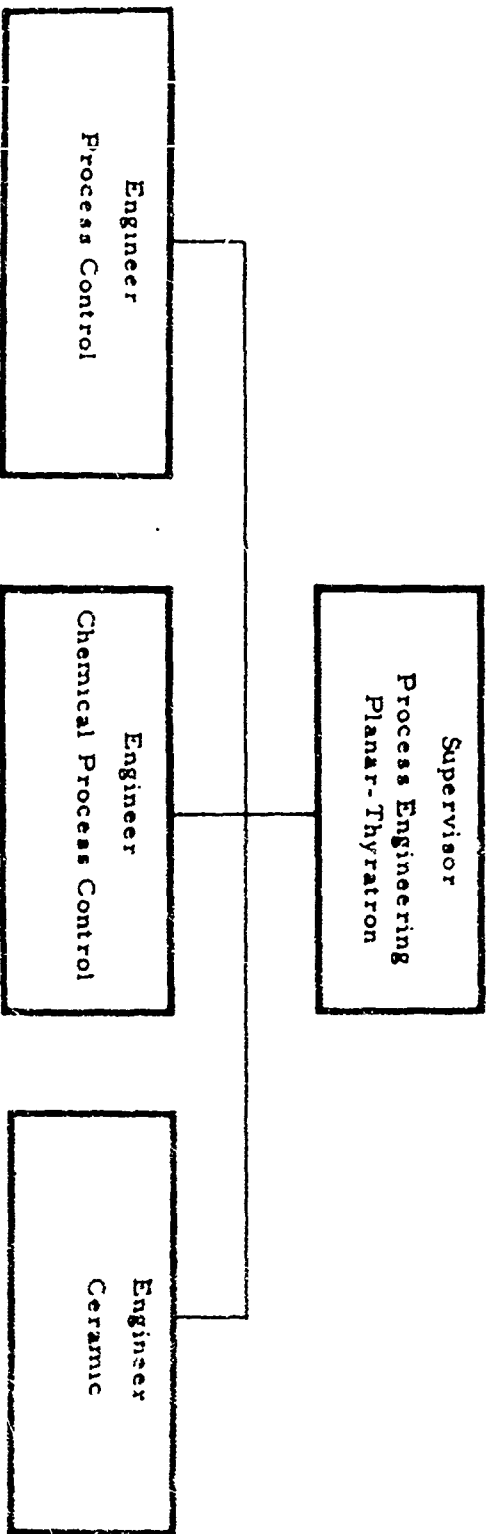 Supervisor
Process Engineering
Planar-Thyratron
Engineer
Process Control
Engineer
Chemical Process Control
Engineer
Ceramic